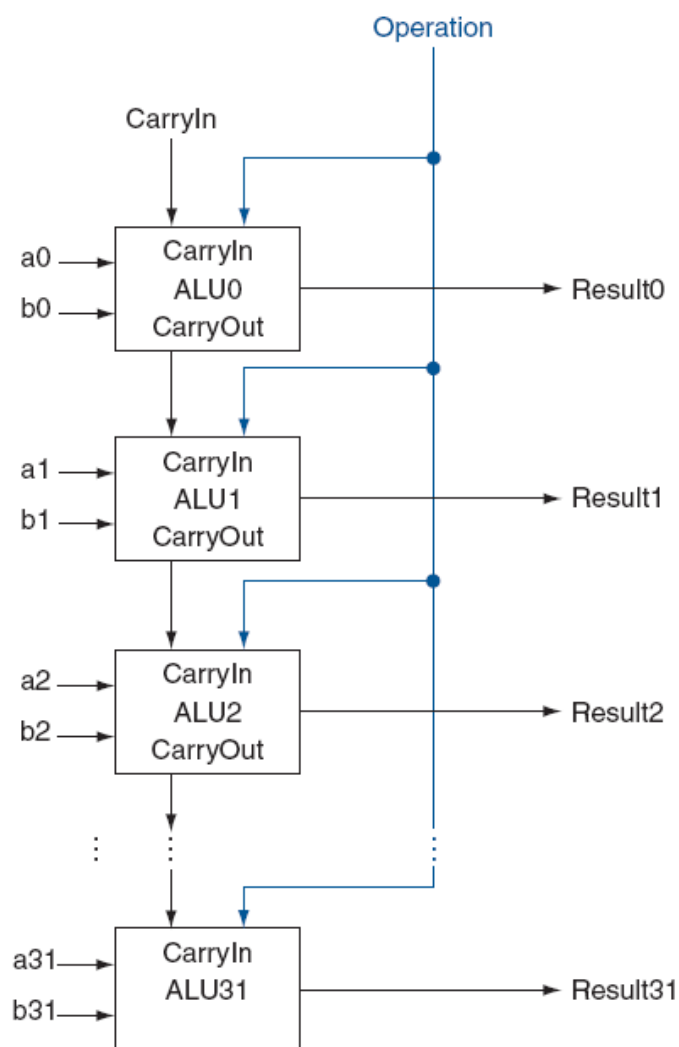 Operation
CarryIn
a0
b0
CarryIn
ALU0
CarryOut
Result0
a1
b1
CarryIn
ALU1
CarryOut
Result1
a2
b2
CarryIn
ALU2
CarryOut
Result2
a31
b31
CarryIn
ALU31
Result31